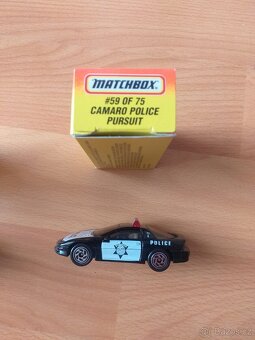 MATCHBOX
#59 OF 75
CAMARO POLICE
PURSUIT
POLICE